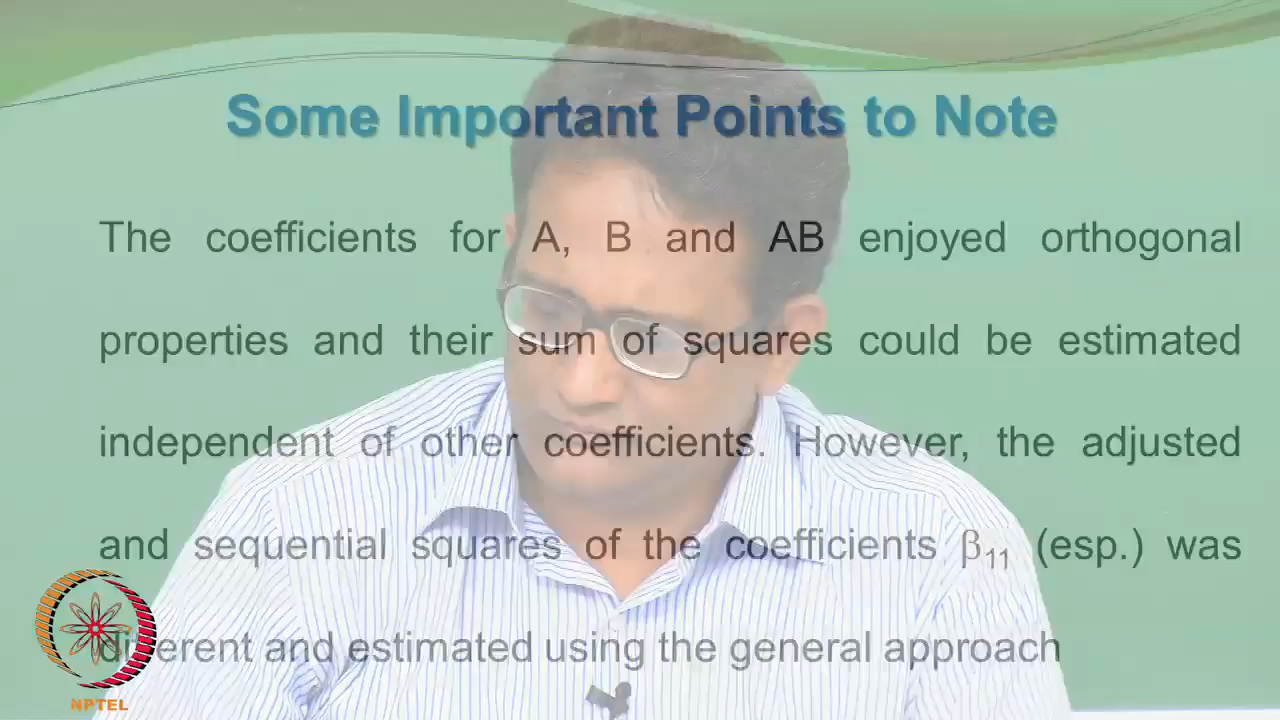 Some Important Points to Note
The coefficients for A, B and AB enjoyed orthogonal
properties and their sum of squares could be estimated
independent of other coefficients. However, the adjusted
and sequential squares of the coefficients β₁₁ (esp.) was
different and estimated using the general approach
NPTEL